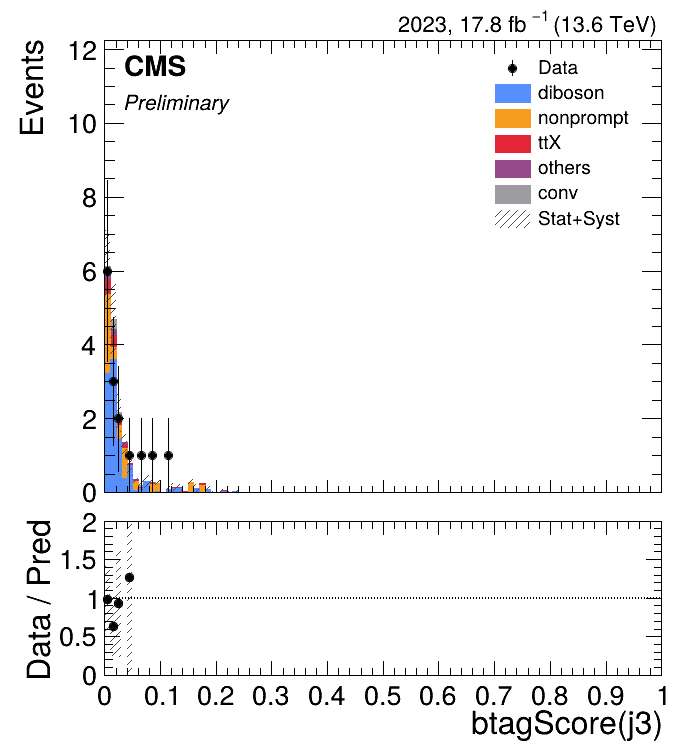 2023, 17.8 fb⁻¹ (13.6 TeV)
CMS
Preliminary
Events
12
10
8
6
4
2
0
Data
diboson
nonprompt
ttX
others
conv
Stat+Syst
Data / Pred
2
1.5
1
0.5
0
0 0.1 0.2 0.3 0.4 0.5 0.6 0.7 0.8 0.9 1
btagScore(j3)